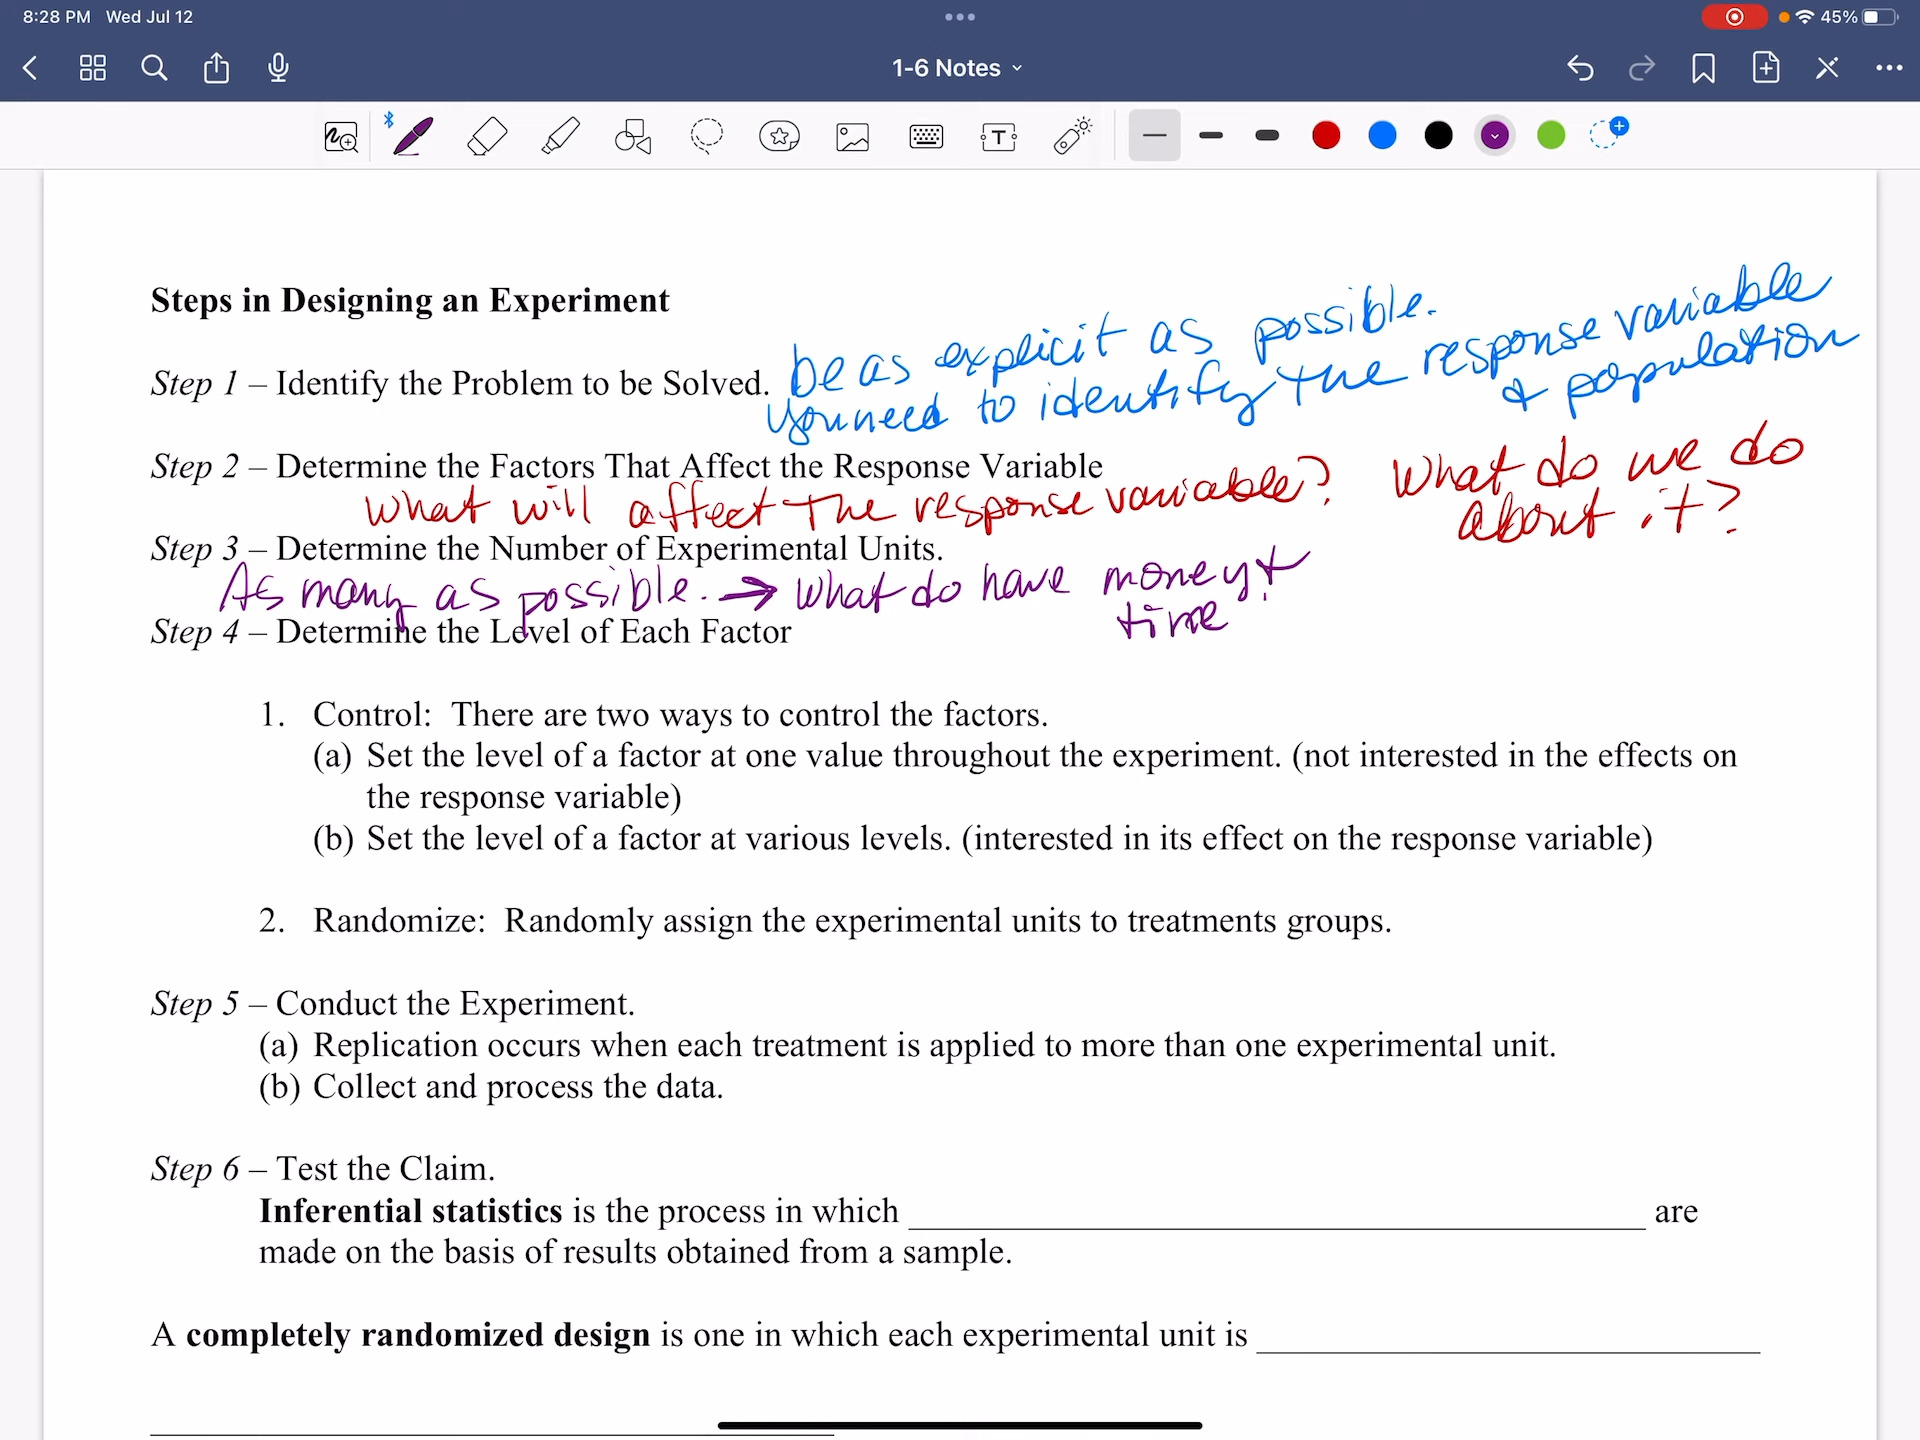 8:28 PM Wed Jul 12
45%
1-6 Notes
T
Steps in Designing an Experiment
be as explicit as possible.
Step 1 – Identify the Problem to be Solved.
you need to identify the response variable
& population
Step 2 – Determine the Factors That Affect the Response Variable
What will affect the response variable? What do we do
about it?
Step 3 – Determine the Number of Experimental Units.
As many as possible. → What do have money +
time
Step 4 – Determine the Level of Each Factor
1. Control: There are two ways to control the factors.
(a) Set the level of a factor at one value throughout the experiment. (not interested in the effects on
the response variable)
(b) Set the level of a factor at various levels. (interested in its effect on the response variable)
2. Randomize: Randomly assign the experimental units to treatments groups.
Step 5 – Conduct the Experiment.
(a) Replication occurs when each treatment is applied to more than one experimental unit.
(b) Collect and process the data.
Step 6 – Test the Claim.
Inferential statistics is the process in which ____________________ are
made on the basis of results obtained from a sample.
A completely randomized design is one in which each experimental unit is ____________________